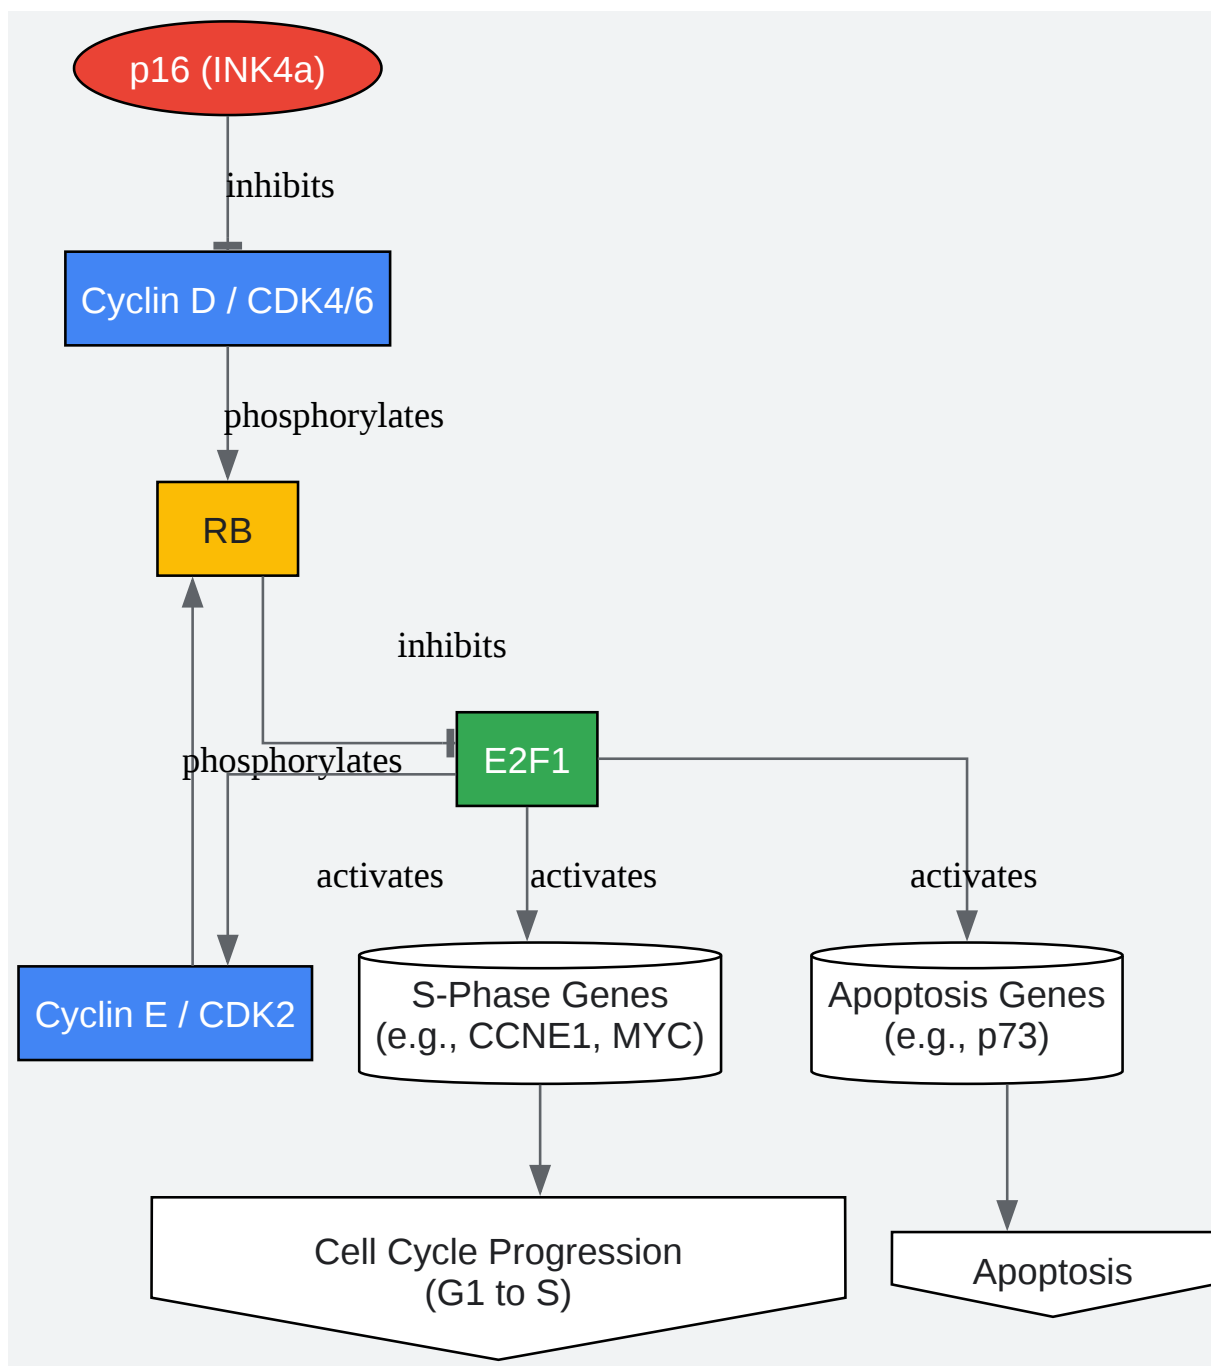 p16 (INK4a)
inhibits
Cyclin D / CDK4/6
phosphorylates
RB
inhibits
phosphorylates
E2F1
activates
activates
activates
Cyclin E / CDK2
S-Phase Genes
(e.g., CCNE1, MYC)
Apoptosis Genes
(e.g., p73)
Cell Cycle Progression
(G1 to S)
Apoptosis